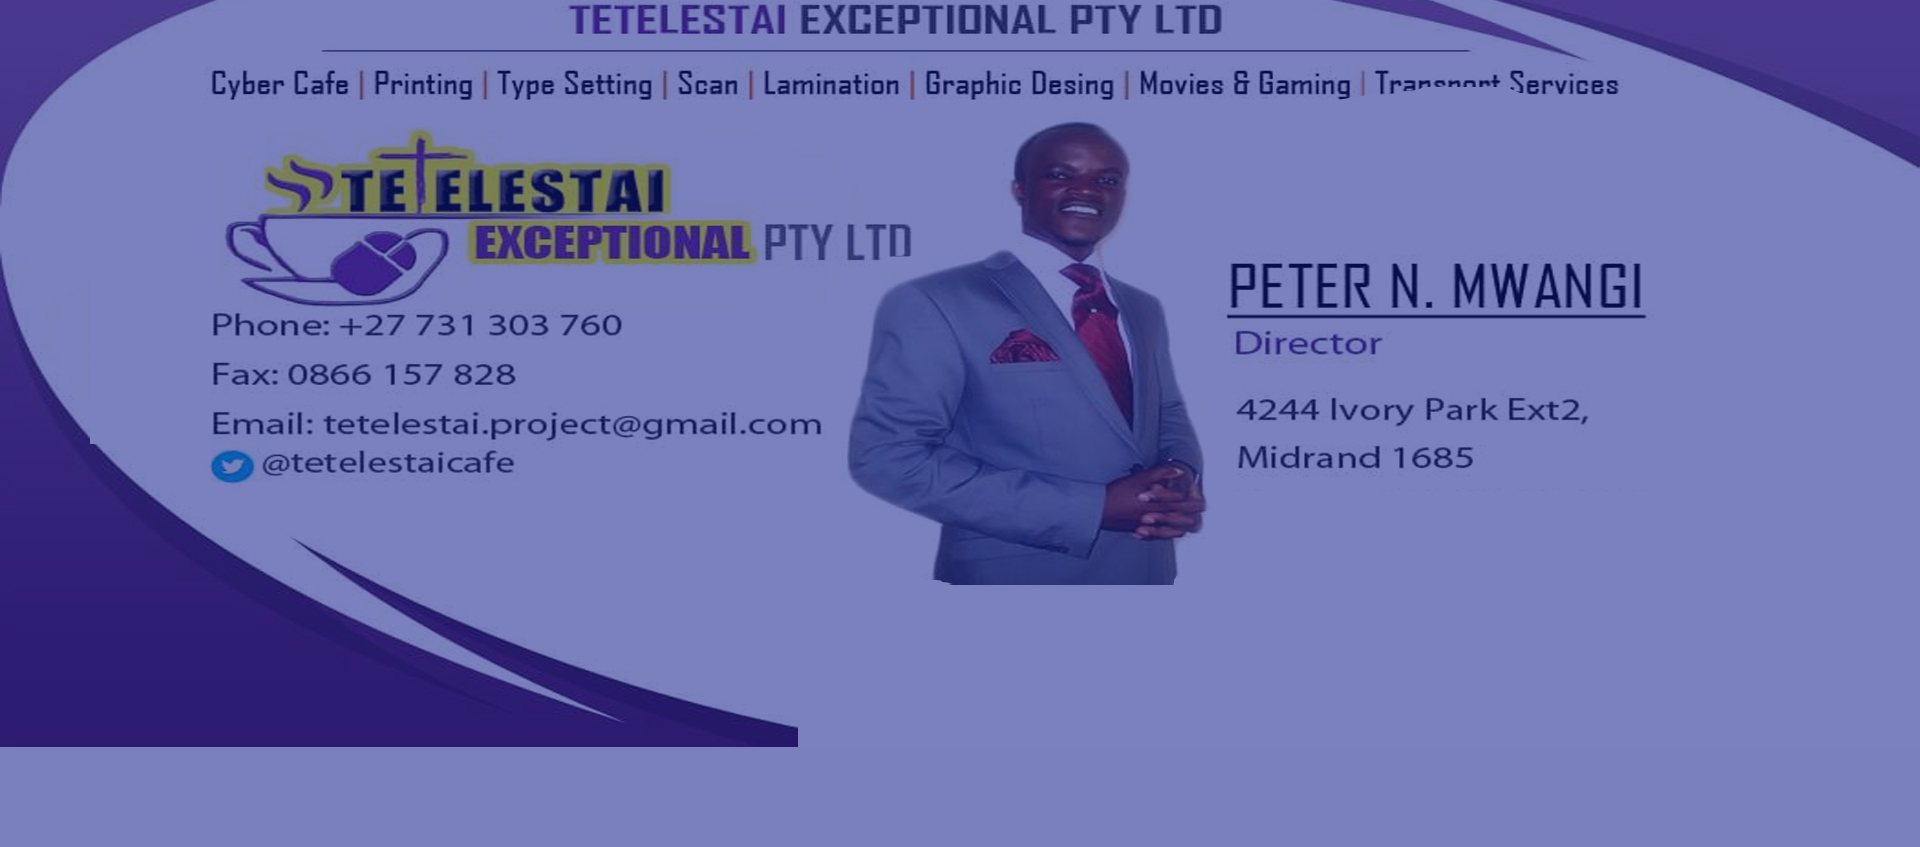 TETELESTAI EXCEPTIONAL PTY LTD
Cyber Cafe | Printing | Type Setting | Scan | Lamination | Graphic Desing | Movies & Gaming | Transport Services
TETELESTAI
EXCEPTIONAL PTY LTD
Phone: +27 731 303 760
Fax: 0866 157 828
Email: tetelestai.project@gmail.com
@tetelestaicafe
PETER N. MWANGI
Director
4244 Ivory Park Ext2,
Midrand 1685